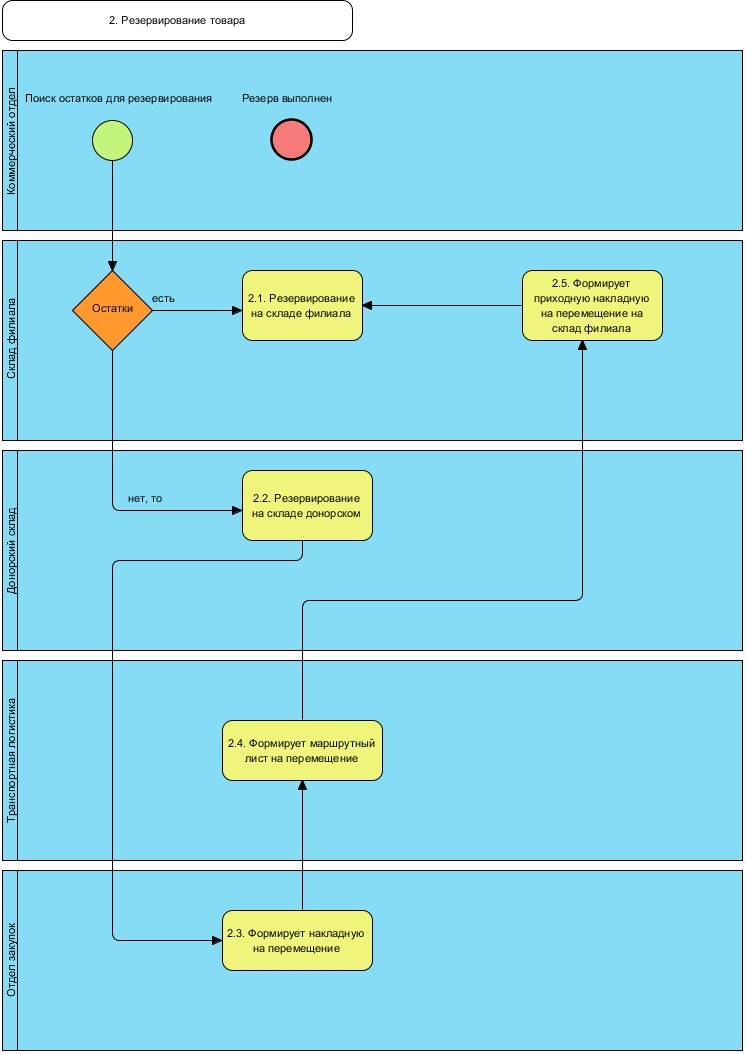 2. Резервирование товара
Коммерческий отдел
Поиск остатков для резервирования
Резерв выполнен
Склад филиала
Остатки
есть
2.1. Резервирование
на складе филиала
2.5. Формирует
приходную накладную
на перемещение на
склад филиала
Донорский склад
нет, то
2.2. Резервирование
на складе донорском
Транспортная логистика
2.4. Формирует маршрутный
лист на перемещение
Отдел закупок
2.3. Формирует накладную
на перемещение